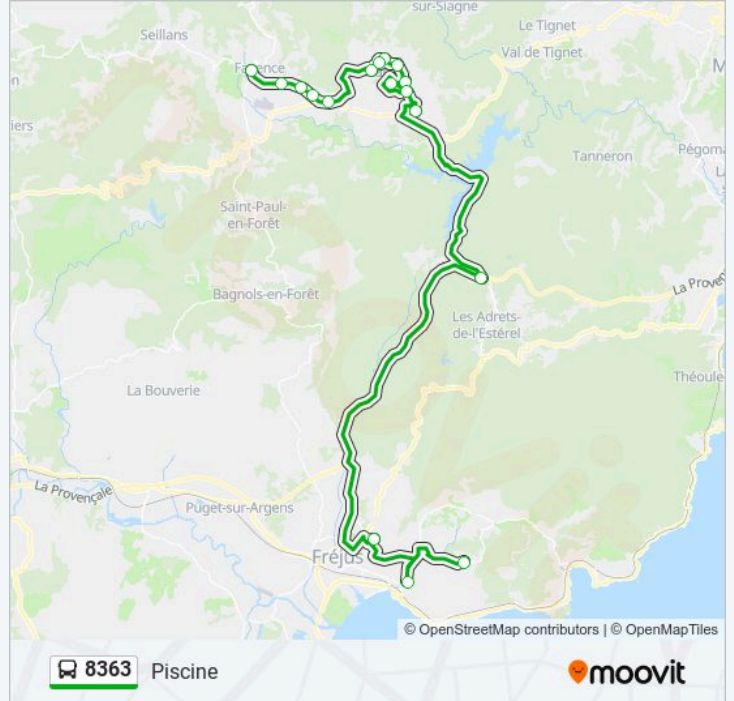 sur-Siagne
Le Tignet
Seillans
Val de Tignet
Fayence
iers
Tanneron
Pégoma
Saint-Paul-
en-Forêt
Bagnols-en-Forêt
La Proven
Les Adrets-
de-l'Estérel
Théoule
La Bouverie
La Provençale
Puget-sur-Argens
Fréjus
© OpenStreetMap contributors | © OpenMapTiles
8363 Piscine
moovit